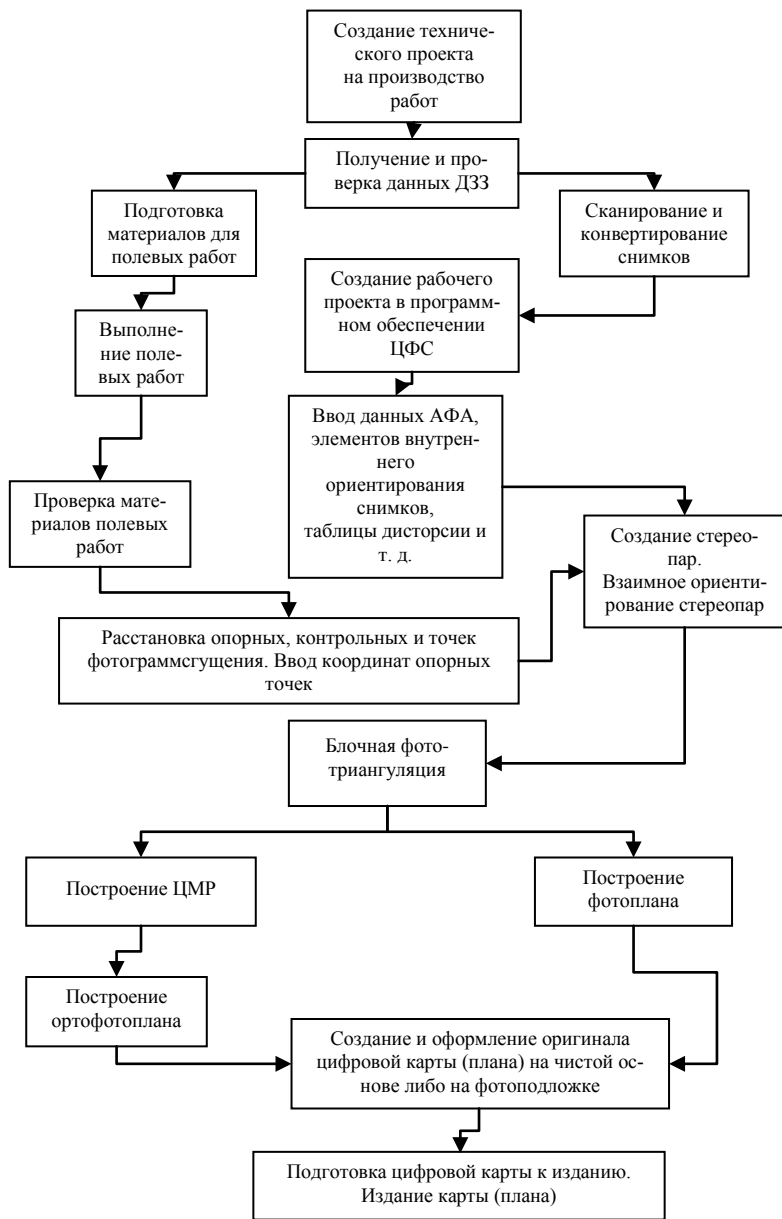 Создание техниче-
ского проекта
на производство
работ
Получение и про-
верка данных ДЗЗ
Подготовка
материалов для
полевых работ
Сканирование и
конвертирование
снимков
Создание рабочего
проекта в программ-
ном обеспечении
ЦФС
Выполне-
ние поле-
вых работ
Ввод данных АФА,
элементов внутрен-
него
ориентирования
снимков,
таблицы дисторсии и
т. д.
Проверка мате-
риалов полевых
работ
Создание стерео-
пар.
Взаимное ориенти-
рование стереопар
Расстановка опорных, контрольных и точек
фотограммсгущения. Ввод координат опорных
точек
Блочная фото-
триангуляция
Построение ЦМР
Построение
фотоплана
Построение
ортофотоплана
Создание и оформление оригинала
цифровой карты (плана) на чистой ос-
нове либо на фотоподложке
Подготовка цифровой карты к изданию.
Издание карты (плана)